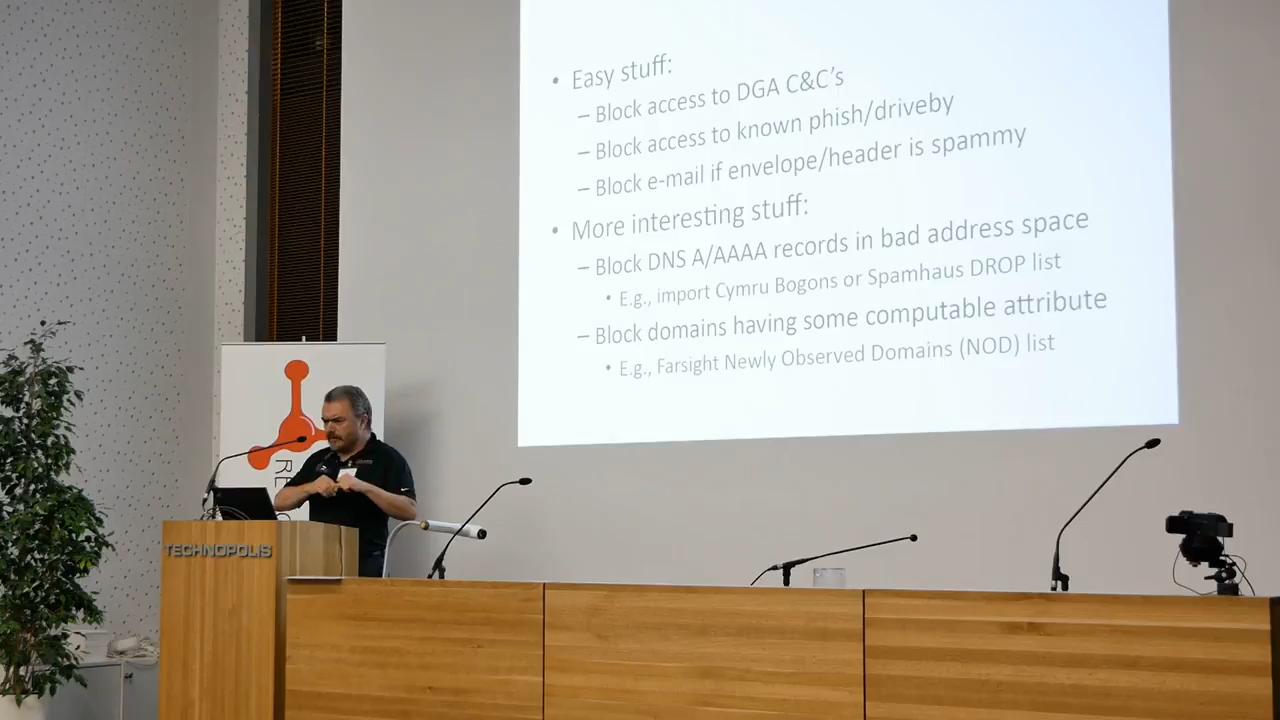 • Easy stuff:
– Block access to DGA C&C’s
– Block access to known phish/driveby
– Block e-mail if envelope/header is spammy
• More interesting stuff:
– Block DNS A/AAAA records in bad address space
• E.g., import Cymru Bogons or Spamhaus DROP list
– Block domains having some computable attribute
• E.g., Farsight Newly Observed Domains (NOD) list
RE
TECHNOPOLIS